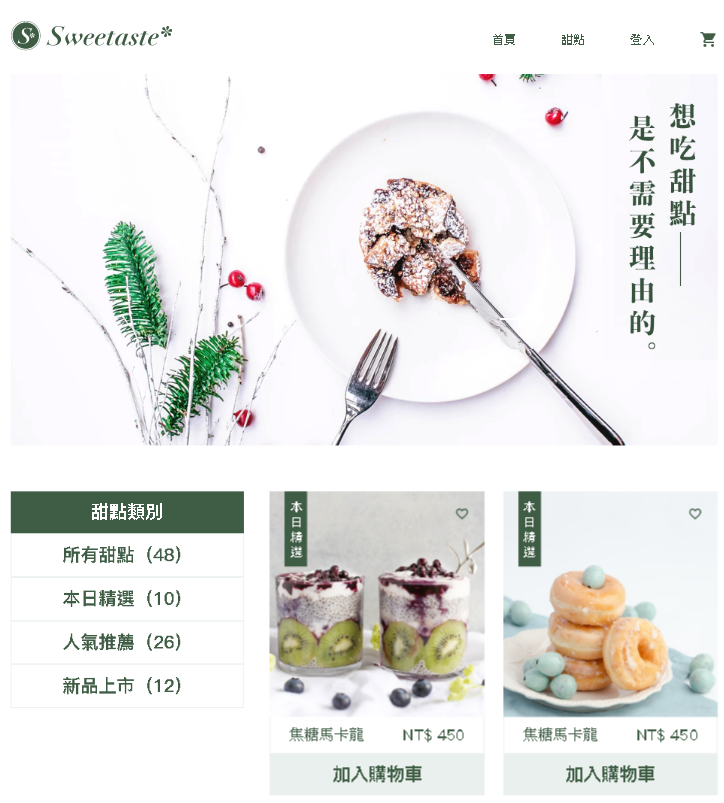 S
Sweetaste*
首頁
甜點
登入
想吃甜點——
是不需要理由的。
甜點類別
所有甜點（48）
本日精選（10）
人氣推薦（26）
新品上市（12）
本日精選
焦糖馬卡龍 NT$ 450
加入購物車
本日精選
焦糖馬卡龍 NT$ 450
加入購物車